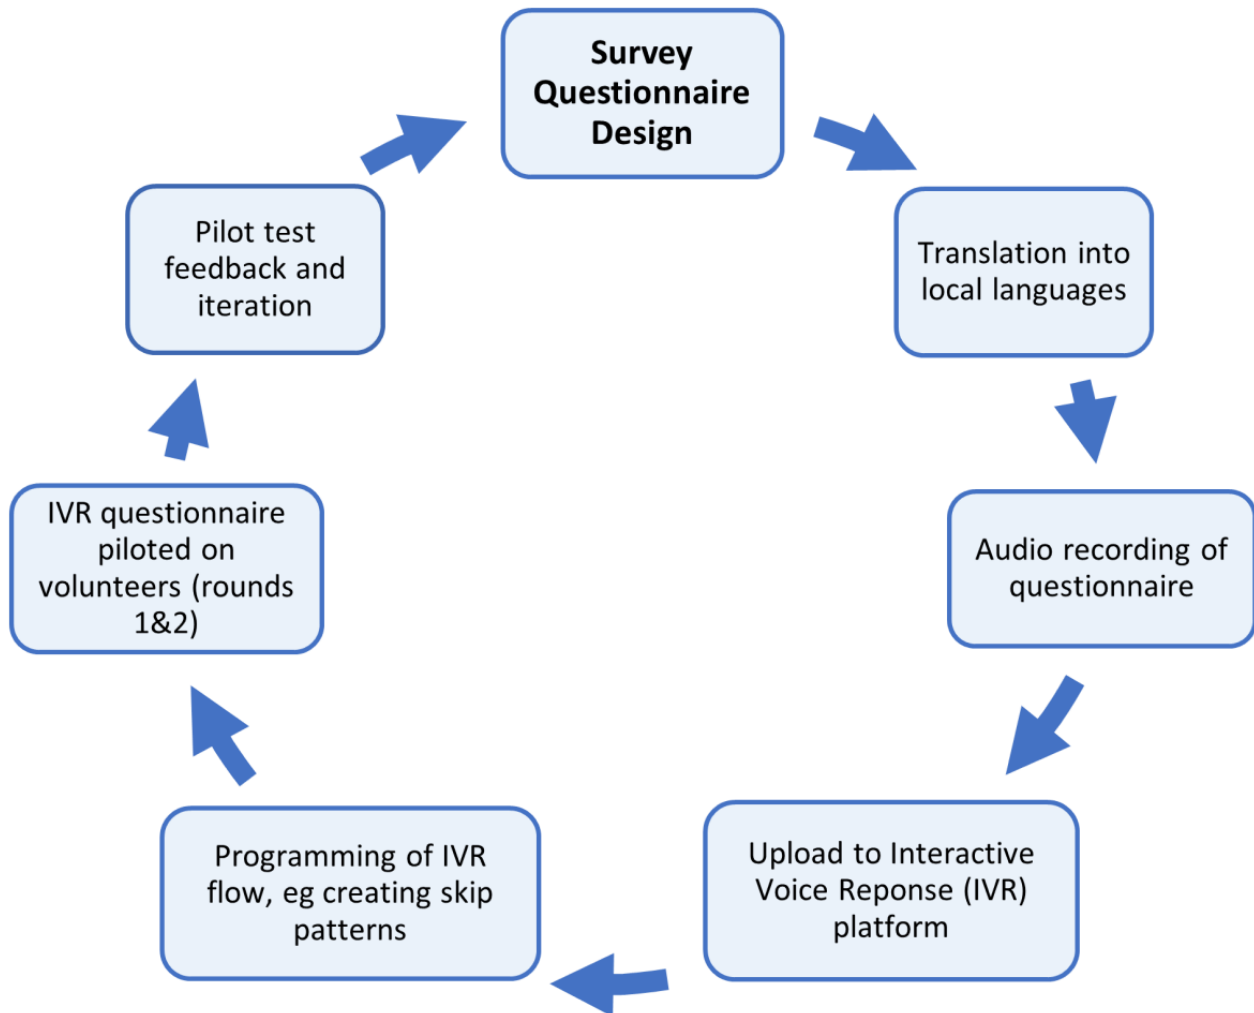 Survey
Questionnaire
Design
Translation into
local languages
Audio recording of
questionnaire
Upload to Interactive
Voice Reponse (IVR)
platform
Programming of IVR
flow, eg creating skip
patterns
IVR questionnaire
piloted on
volunteers (rounds
1&2)
Pilot test
feedback and
iteration